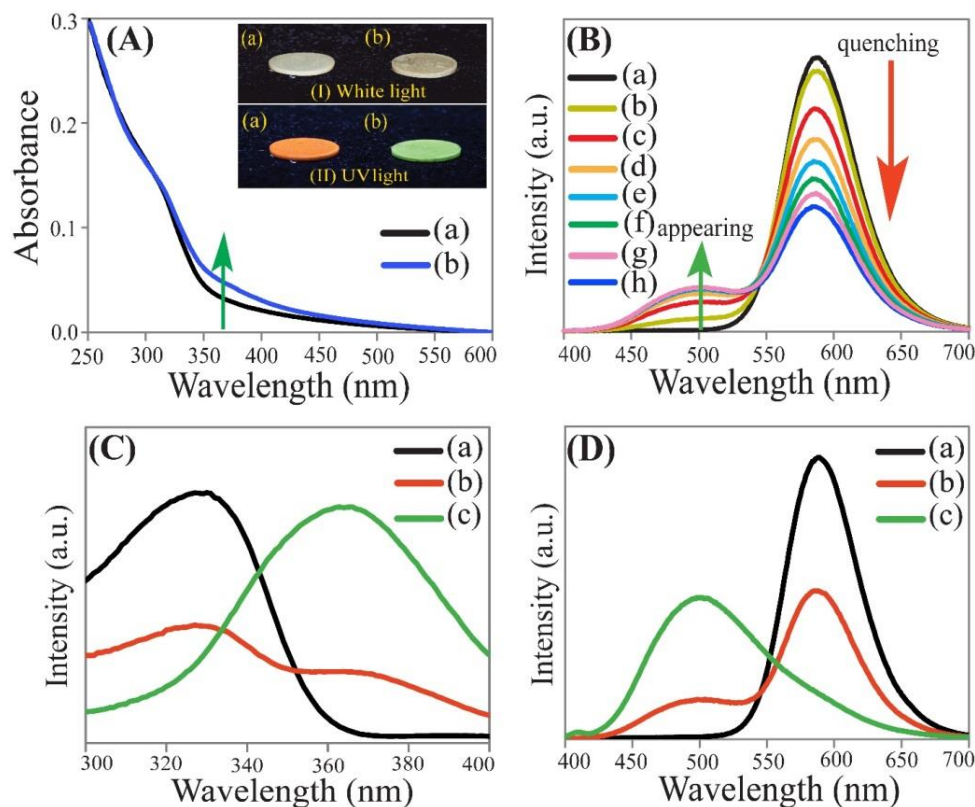 (A)
0.3
0.2
0.1
0.0
Absorbance
250 300 350 400 450 500 550 600
Wavelength (nm)
(a) (b)
(I) White light
(a) (b)
(II) UV light
(a)
(b)
(B)
Intensity (a.u.)
(a)
(b)
(c)
(d)
(e)
(f)
(g)
(h)
appearing
quenching
400 450 500 550 600 650 700
Wavelength (nm)
(C)
Intensity (a.u.)
(a)
(b)
(c)
300 320 340 360 380 400
Wavelength (nm)
(D)
Intensity (a.u.)
(a)
(b)
(c)
400 450 500 550 600 650 700
Wavelength (nm)